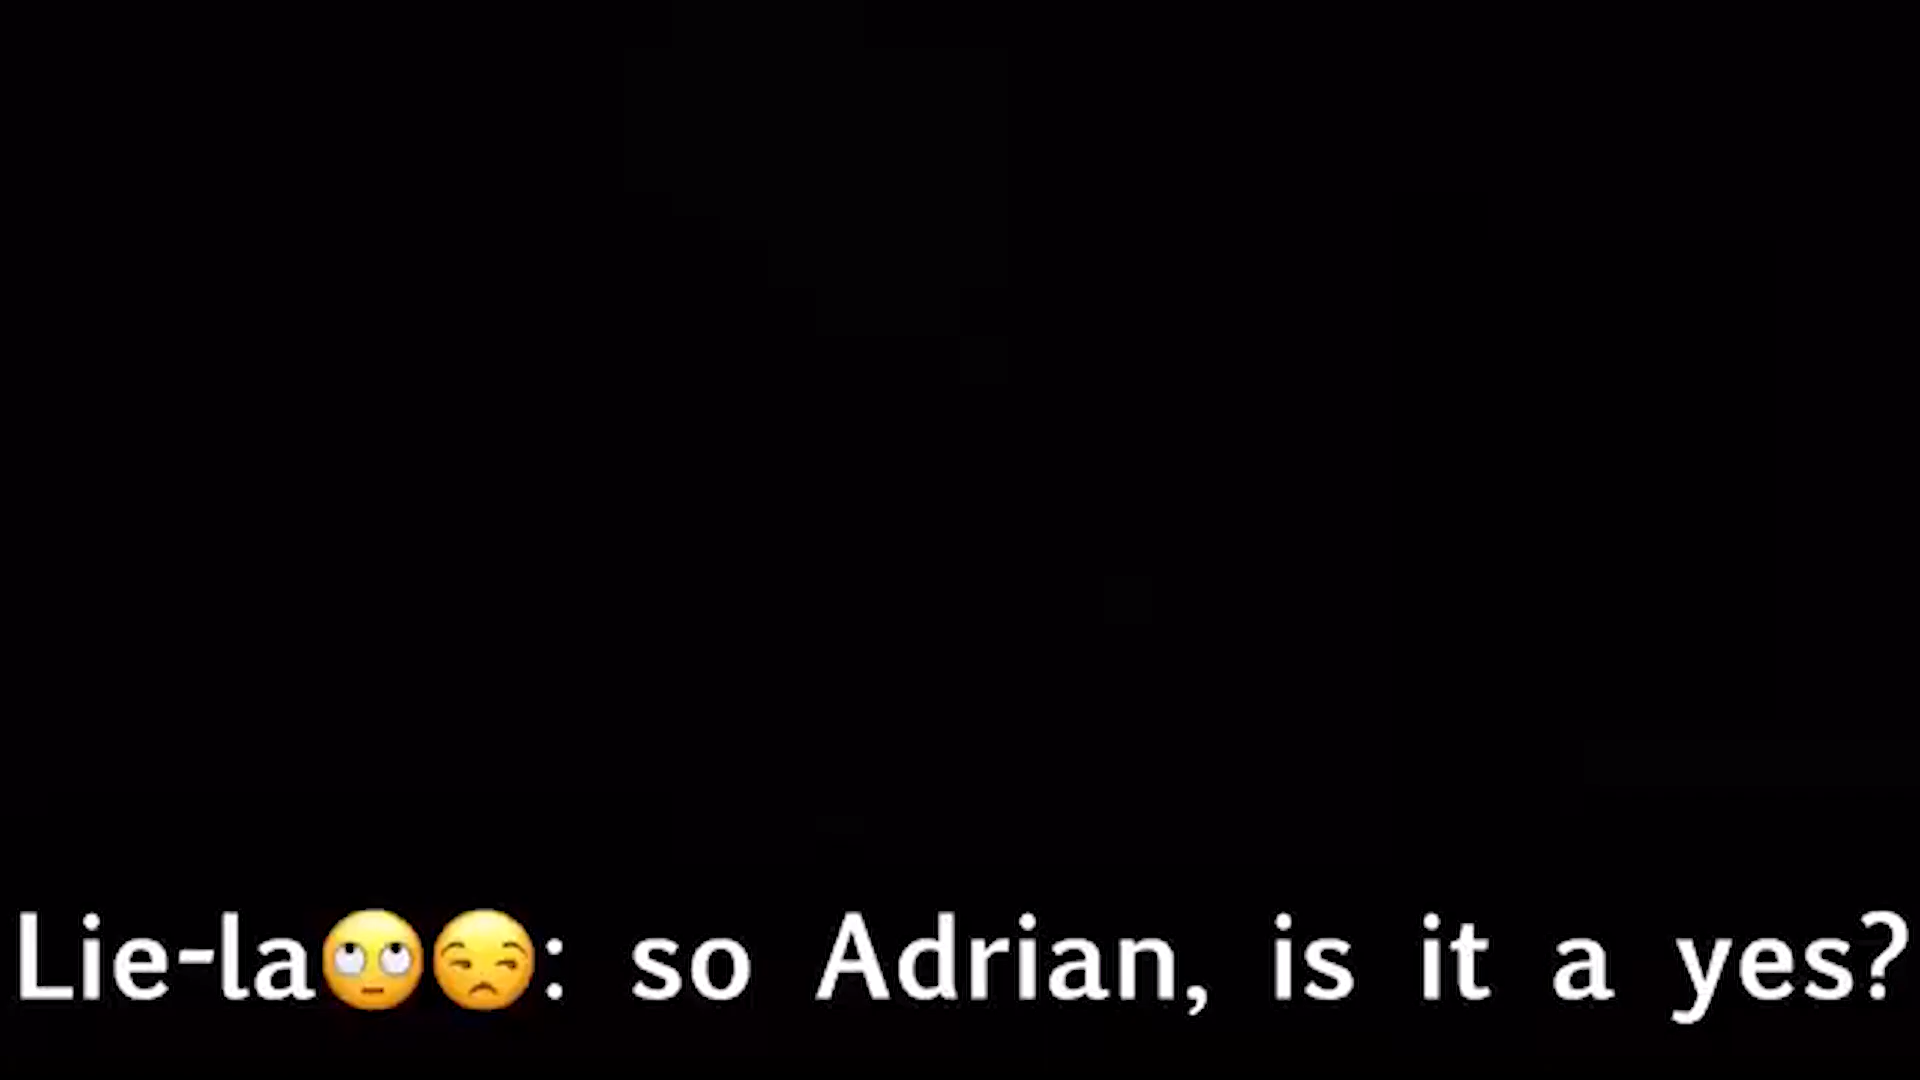 Lie-la🙄😒: so Adrian, is it a yes?